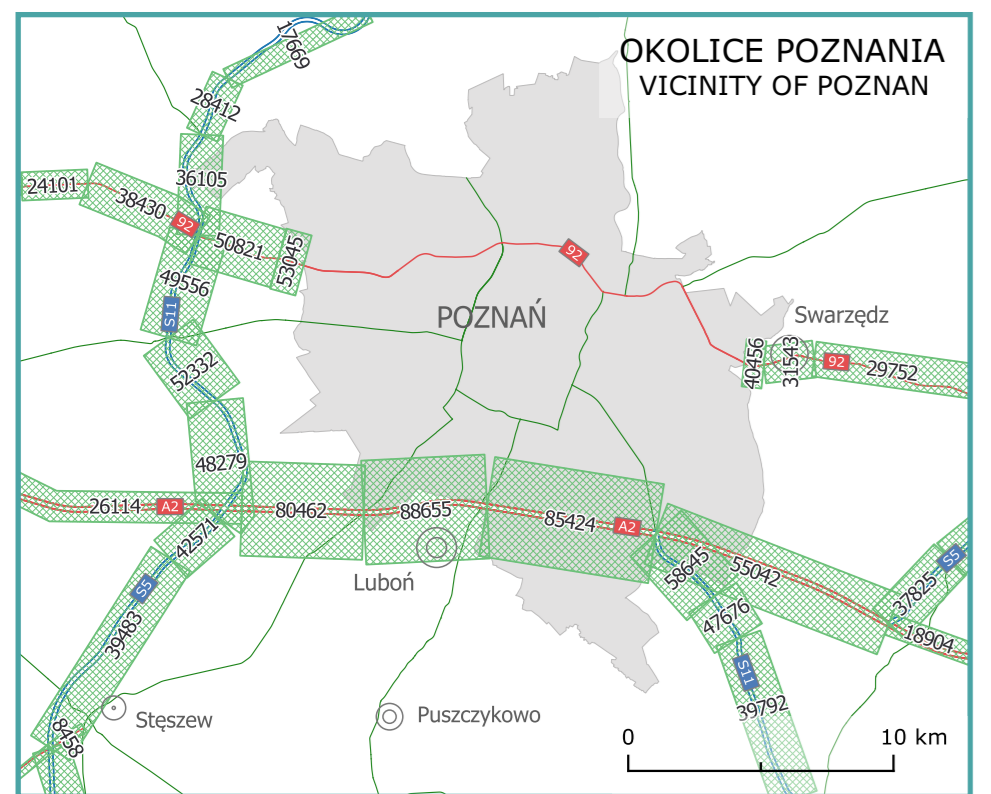 OKOLICE POZNANIA
VICINITY OF POZNAN
17669
28412
36105
24101
38430
92
50821
53045
49556
S11
92
POZNAŃ
Swarzędz
40456
31543
92
29752
52332
48279
26114
A2
80462
88655
85424
A2
42571
S5
39483
Luboń
58645
55042
47676
37825
S5
18904
S11
39792
8458
Stęszew
Puszczykowo
0
10 km